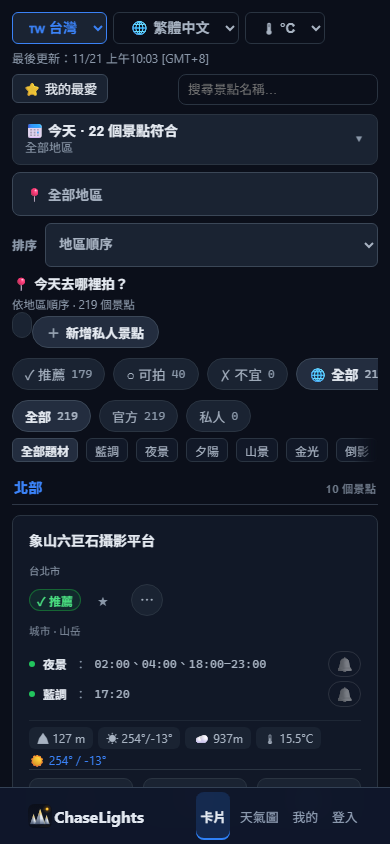 TW 台灣 繁體中文 °C
最後更新：11/21 上午10:03 [GMT+8]
我的最愛 搜尋景點名稱…
今天 · 22 個景點符合
全部地區
全部地區
排序 地區順序
今天去哪裡拍？
依地區順序 · 219 個景點
＋ 新增私人景點
✓ 推薦 179 ○ 可拍 40 ✗ 不宜 0 全部 21
全部 219 官方 219 私人 0
全部題材 藍調 夜景 夕陽 山景 金光 倒影
北部 10 個景點
象山六巨石攝影平台
台北市
✓ 推薦 ★ ⋯
城市 · 山岳
夜景 ： 02:00、04:00、18:00–23:00
藍調 ： 17:20
127 m 254°/-13° 937m 15.5°C
254° / -13°
ChaseLights 卡片 天氣圖 我的 登入